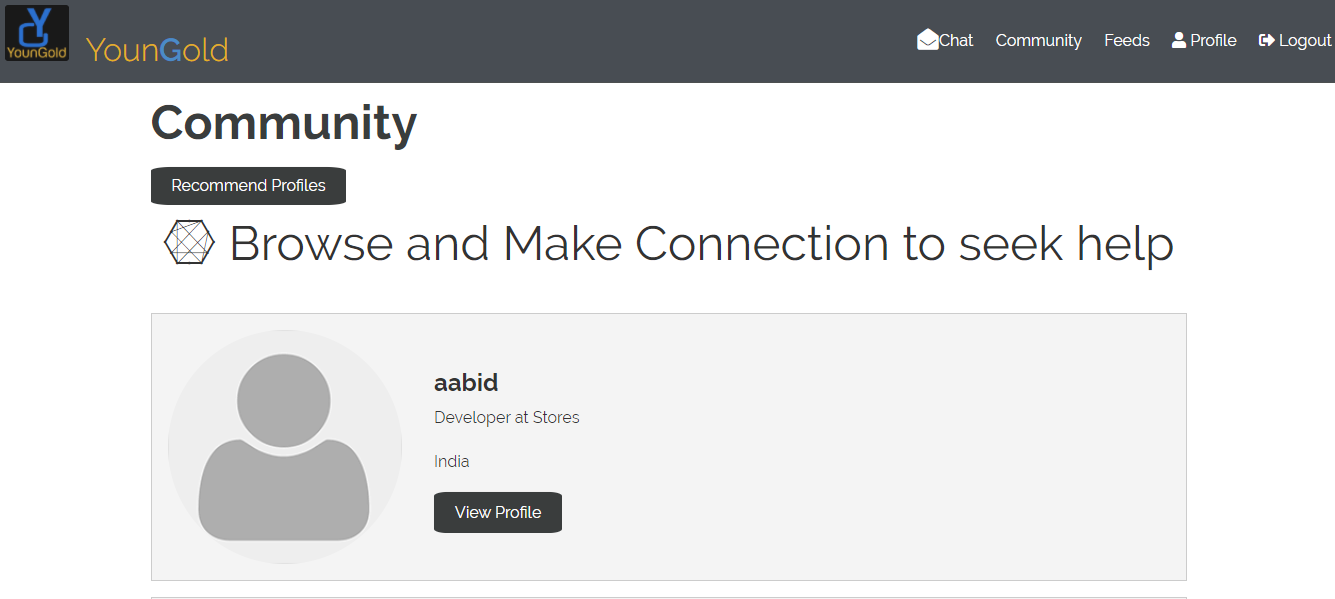 YounGold
YounGold
Chat Community Feeds Profile Logout
Community
Recommend Profiles
Browse and Make Connection to seek help
aabid
Developer at Stores
India
View Profile